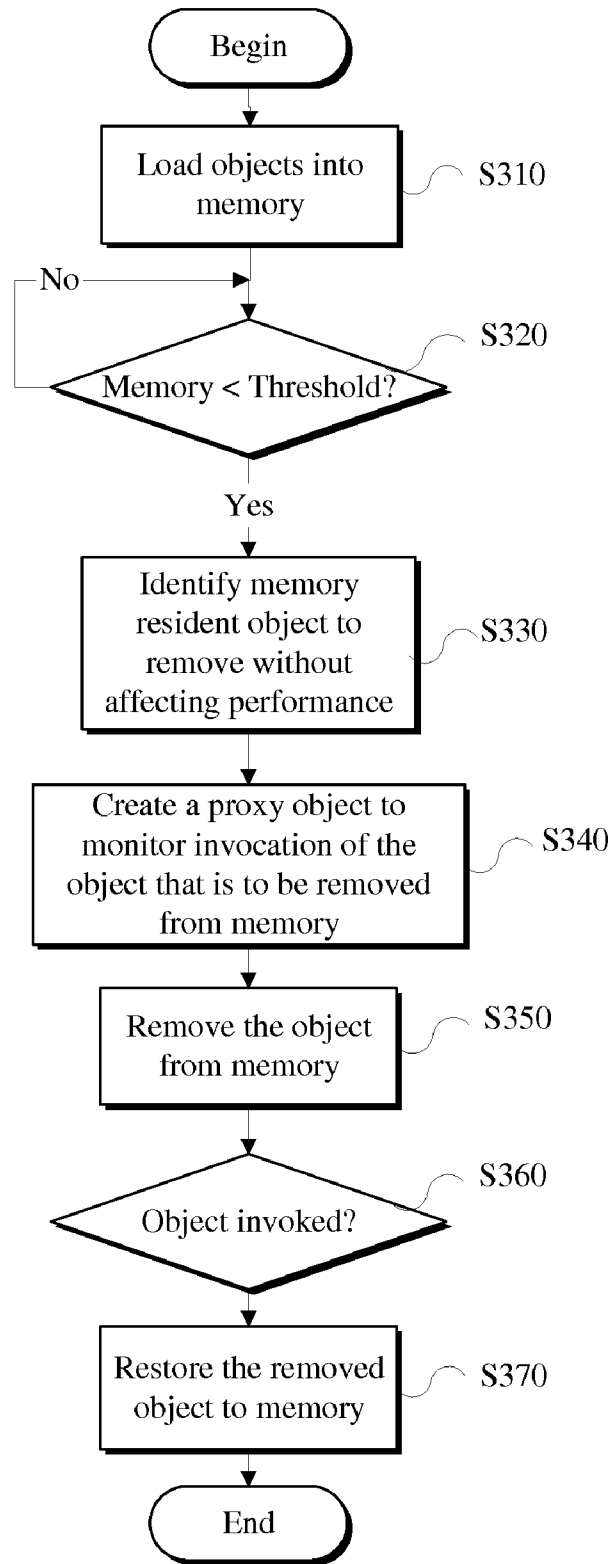 Begin
Load objects into
memory
S310
No
S320
Memory < Threshold?
Yes
Identify memory
resident object to
remove without
affecting performance
S330
Create a proxy object to
monitor invocation of the
object that is to be removed
from memory
S340
Remove the object
from memory
S350
S360
Object invoked?
Restore the removed
object to memory
S370
End